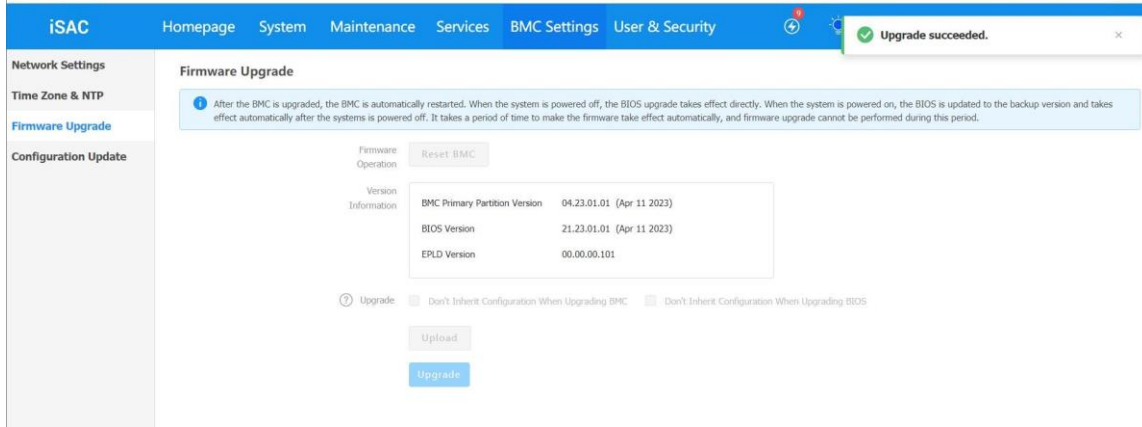 iSAC
Homepage System Maintenance Services BMC Settings User & Security
9
Upgrade succeeded.
Network Settings
Time Zone & NTP
Firmware Upgrade
Configuration Update
Firmware Upgrade
After the BMC is upgraded, the BMC is automatically restarted. When the system is powered off, the BIOS upgrade takes effect directly. When the system is powered on, the BIOS is updated to the backup version and takes
effect automatically after the systems is powered off. It takes a period of time to make the firmware take effect automatically, and firmware upgrade cannot be performed during this period.
Firmware
Operation
Reset BMC
Version
Information
BMC Primary Partition Version 04.23.01.01 (Apr 11 2023)
BIOS Version 21.23.01.01 (Apr 11 2023)
EPLD Version 00.00.00.101
Upgrade Don't Inherit Configuration When Upgrading BMC Don't Inherit Configuration When Upgrading BIOS
Upload
Upgrade